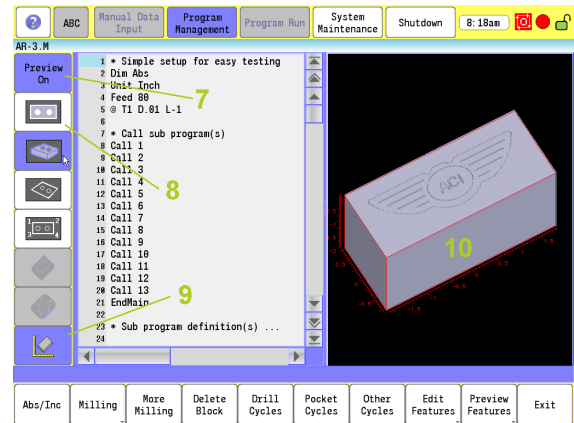 ?
ABC
Manual Data Input
Program Management
Program Run
System Maintenance
Shutdown
8:18am
AR-3.M
Preview On
1 * Simple setup for easy testing
2 Dim Abs
3 Unit Inch
4 Feed 80
5 @ T1 D.01 L-1
6
7 * Call sub program(s)
8 Call 1
9 Call 2
10 Call 3
11 Call 4
12 Call 5
13 Call 6
14 Call 7
15 Call 8
16 Call 9
17 Call 10
18 Call 11
19 Call 12
20 Call 13
21 EndMain
22
23 * Sub program definition(s) ...
24
7
8
9
10
ACI
1 2
3 4
Abs/Inc
Milling
More Milling
Delete Block
Drill Cycles
Pocket Cycles
Other Cycles
Edit Features
Preview Features
Exit